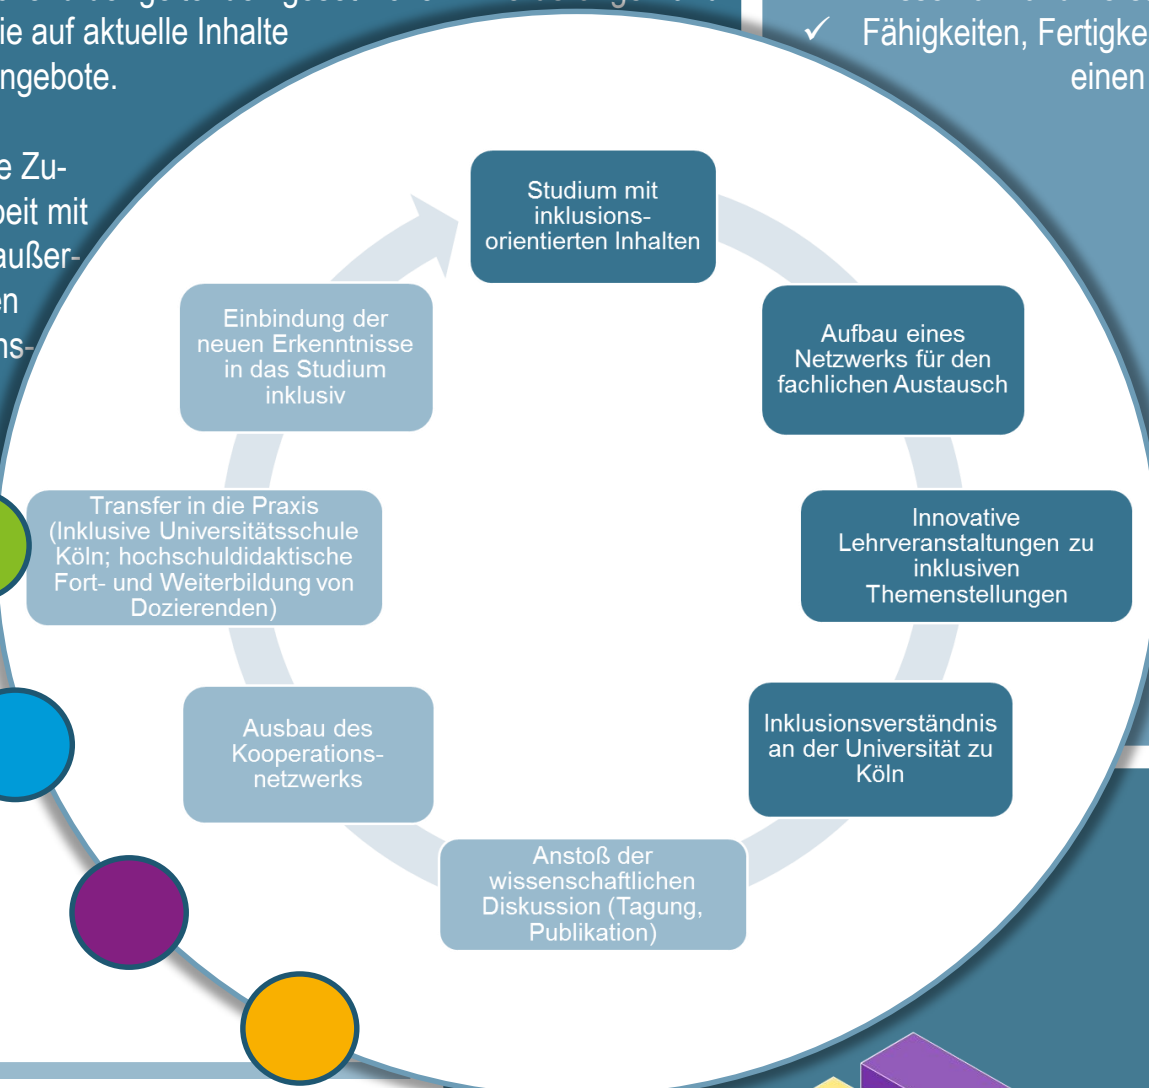 ie auf aktuelle Inhalte
ngebote.
e Zu-
beit mit
außer-
en
ns-
✓ Fähigkeiten, Fertigke
einen
Studium mit
inklusions-
orientierten Inhalten
Aufbau eines
Netzwerks für den
fachlichen Austausch
Innovative
Lehrveranstaltungen zu
inklusiven
Themenstellungen
Inklusionsverständnis
an der Universität zu
Köln
Anstoß der
wissenschaftlichen
Diskussion (Tagung,
Publikation)
Ausbau des
Kooperations-
netzwerks
Transfer in die Praxis
(Inklusive Universitätsschule
Köln; hochschuldidaktische
Fort- und Weiterbildung von
Dozierenden)
Einbindung der
neuen Erkenntnisse
in das Studium
inklusiv